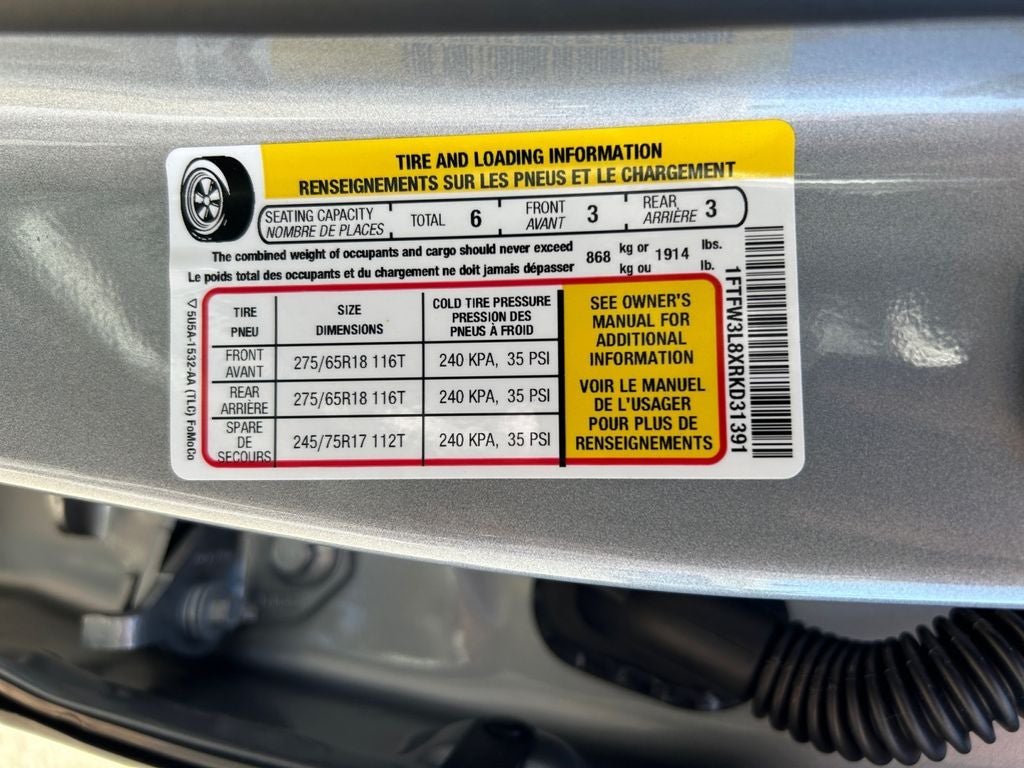 TIRE AND LOADING INFORMATION
RENSEIGNEMENTS SUR LES PNEUS ET LE CHARGEMENT
SEATING CAPACITY TOTAL 6 FRONT 3 REAR 3
NOMBRE DE PLACES AVANT ARRIÈRE
The combined weight of occupants and cargo should never exceed 868 kg or 1914 lbs.
Le poids total des occupants et du chargement ne doit jamais dépasser kg ou lb.
TIRE SIZE COLD TIRE PRESSURE
PNEU DIMENSIONS PRESSION DES
PNEUS À FROID
FRONT
AVANT 275/65R18 116T 240 KPA, 35 PSI
REAR
ARRIÈRE 275/65R18 116T 240 KPA, 35 PSI
SPARE
DE
SECOURS 245/75R17 112T 240 KPA, 35 PSI
SEE OWNER'S
MANUAL FOR
ADDITIONAL
INFORMATION
VOIR LE MANUEL
DE L'USAGER
POUR PLUS DE
RENSEIGNEMENTS
1FTFW3L8XRKD31391
5U5A-1532-AA (TLC) FoMoCo